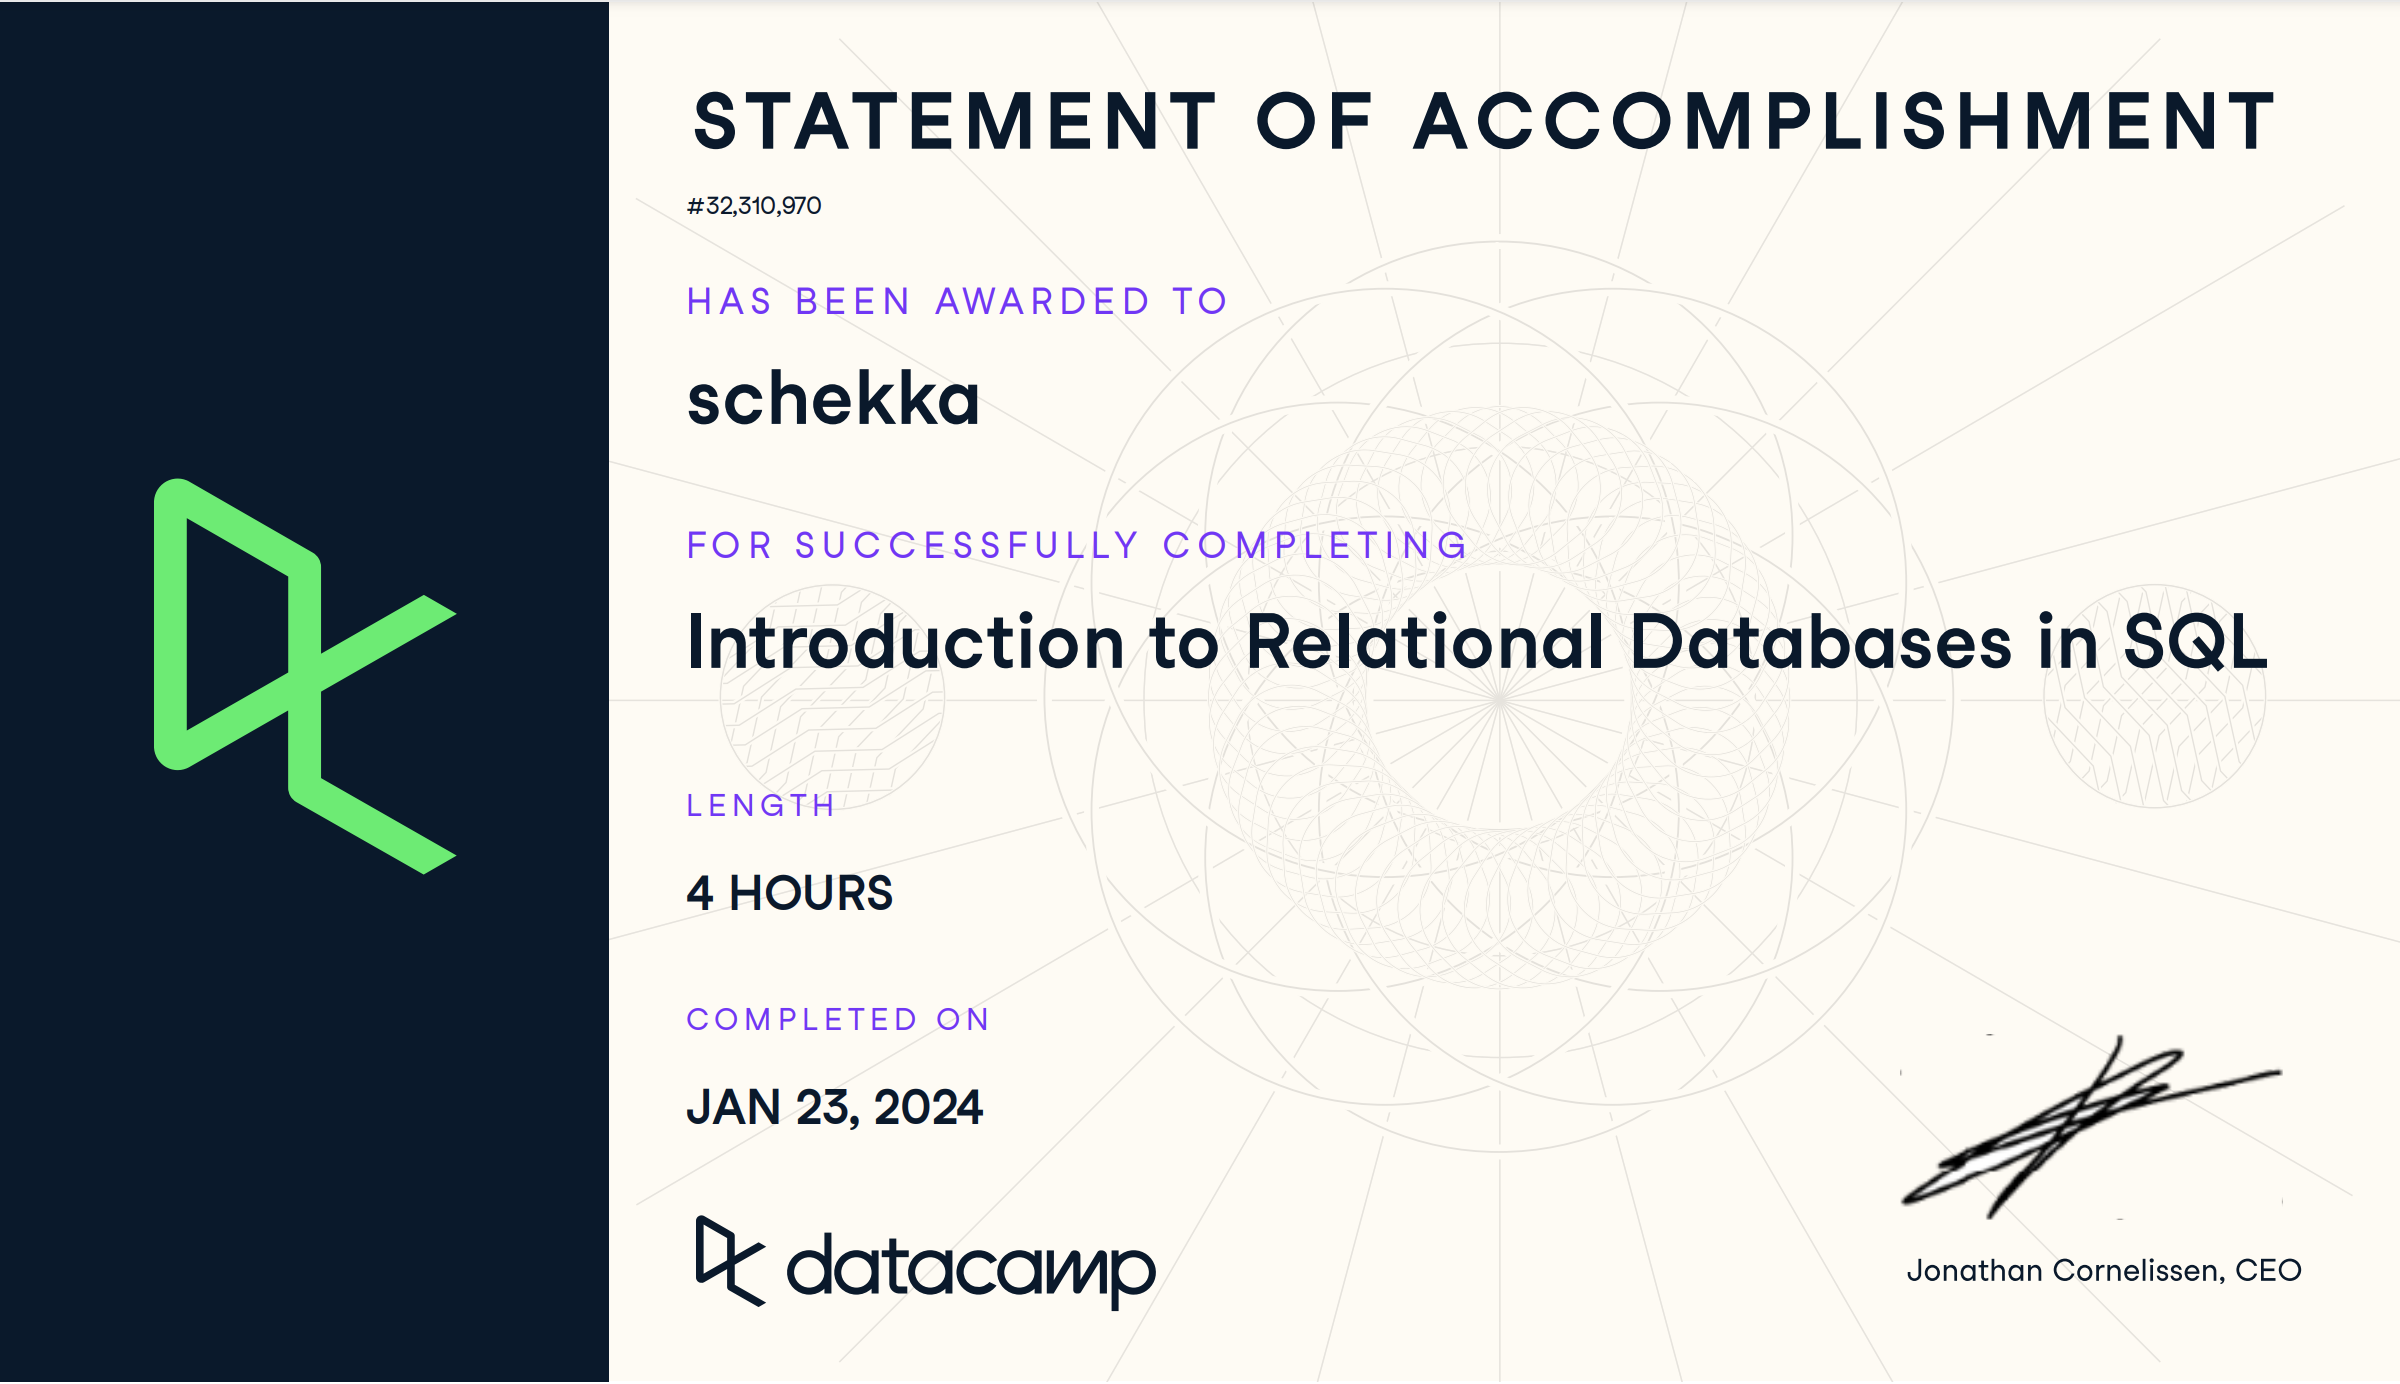 STATEMENT OF ACCOMPLISHMENT
#32,310,970
HAS BEEN AWARDED TO
schekka
FOR SUCCESSFULLY COMPLETING
Introduction to Relational Databases in SQL
LENGTH
4 HOURS
COMPLETED ON
JAN 23, 2024
datacamp
Jonathan Cornelissen, CEO